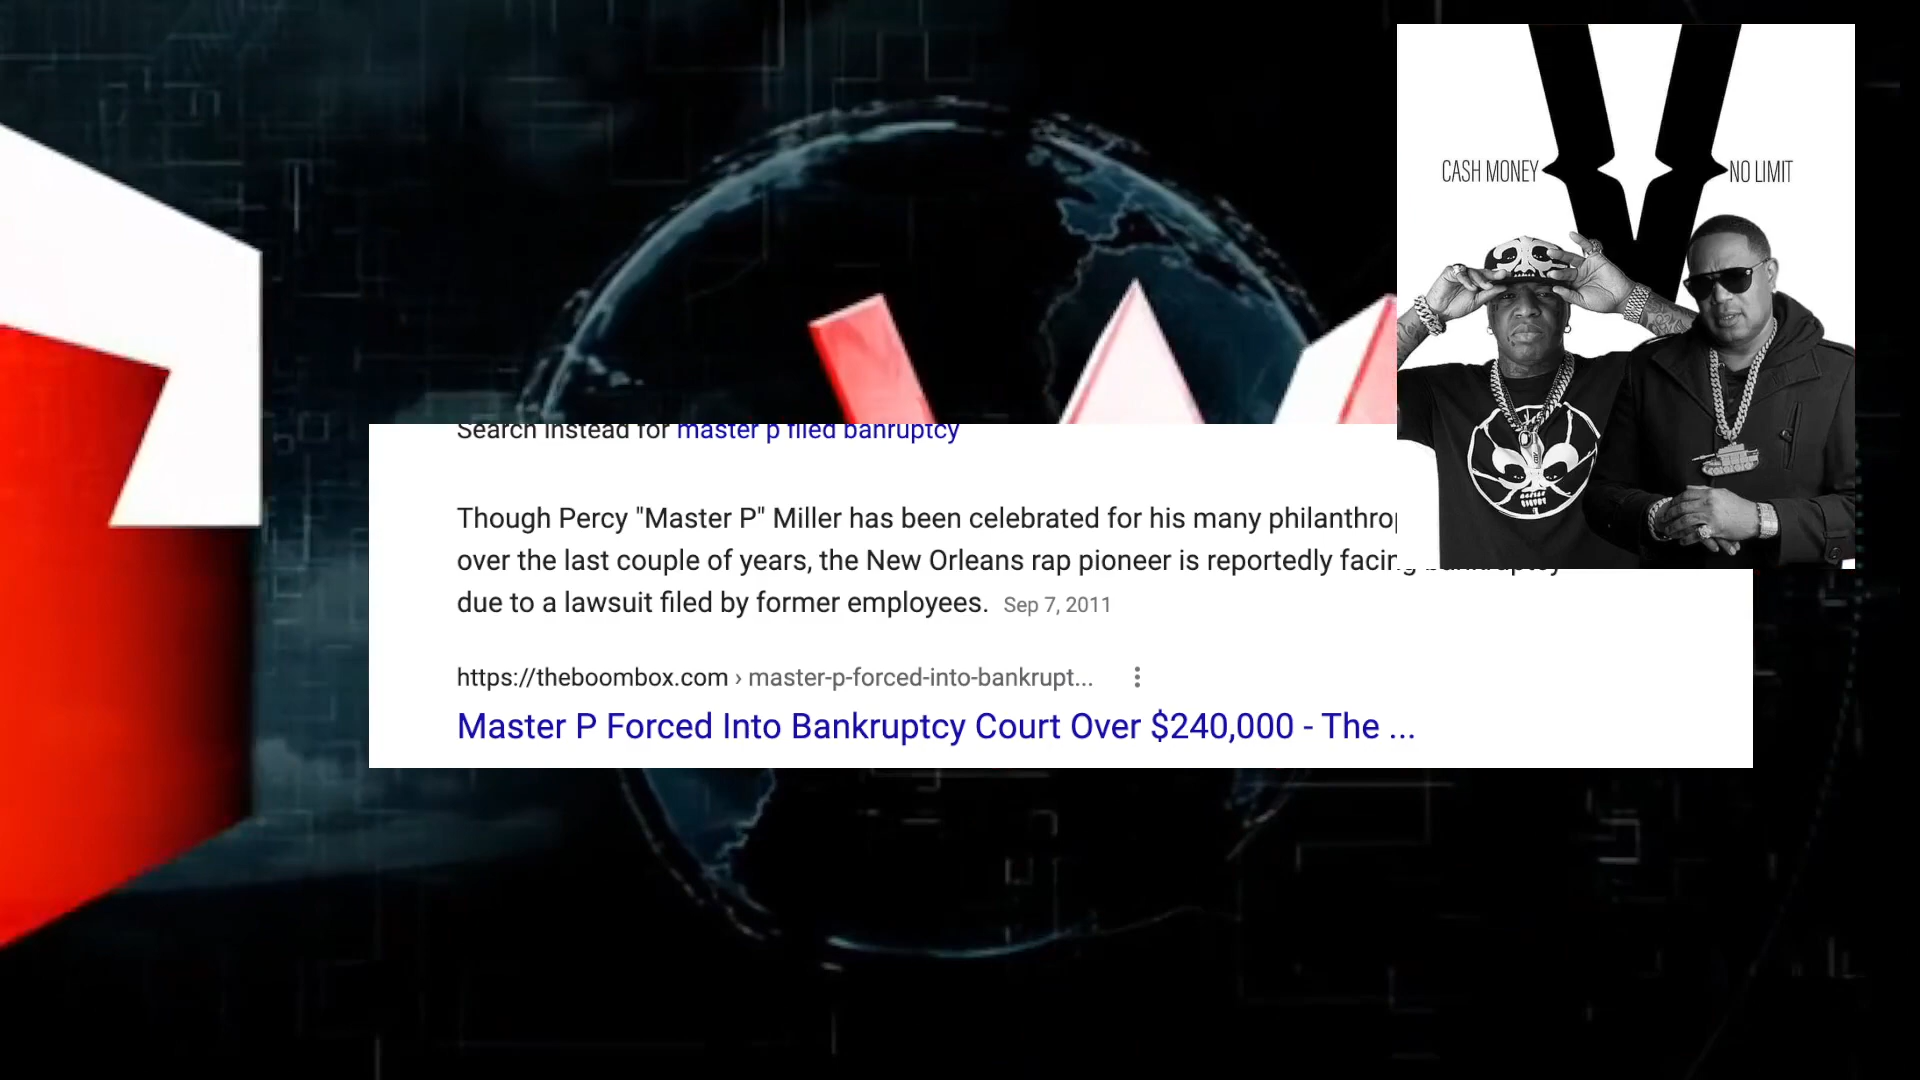 CASH MONEY
NO LIMIT
Search instead for master p filed banruptcy
Though Percy "Master P" Miller has been celebrated for his many
over the last couple of years, the New Orleans rap pioneer is reportedly facing bankruptcy
due to a lawsuit filed by former employees. Sep 7, 2011
https://theboombox.com › master-p-forced-into-bankrupt...
Master P Forced Into Bankruptcy Court Over $240,000 - The ...